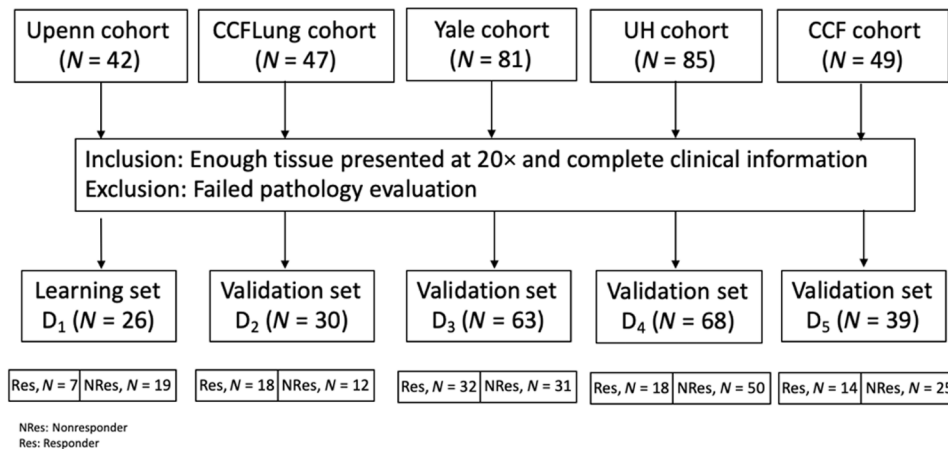 Upenn cohort
(N = 42)
CCFLung cohort
(N = 47)
Yale cohort
(N = 81)
UH cohort
(N = 85)
CCF cohort
(N = 49)
Inclusion: Enough tissue presented at 20× and complete clinical information
Exclusion: Failed pathology evaluation
Learning set
D₁ (N = 26)
Validation set
D₂ (N = 30)
Validation set
D₃ (N = 63)
Validation set
D₄ (N = 68)
Validation set
D₅ (N = 39)
Res, N = 7
NRes, N = 19
Res, N = 18
NRes, N = 12
Res, N = 32
NRes, N = 31
Res, N = 18
NRes, N = 50
Res, N = 14
NRes, N = 25
NRes: Nonresponder
Res: Responder